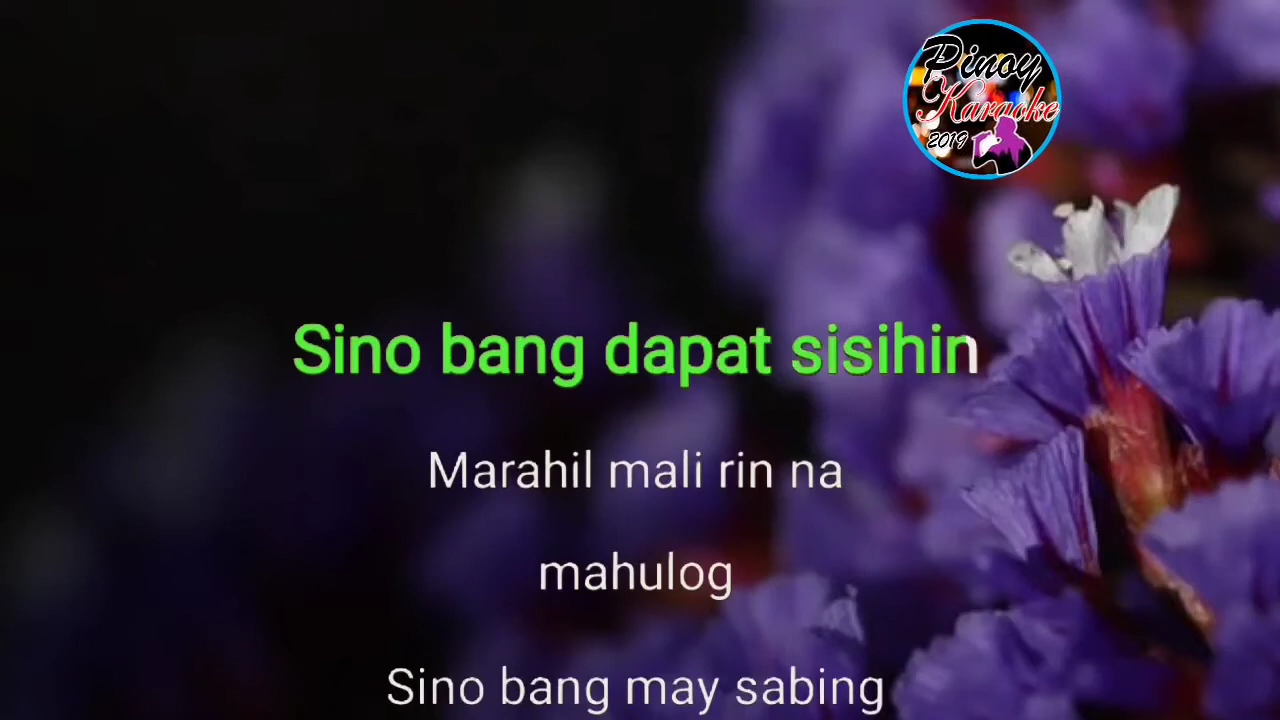 Pinoy
Karaoke
2019
Sino bang dapat sisihin
Marahil mali rin na
mahulog
Sino bang may sabing